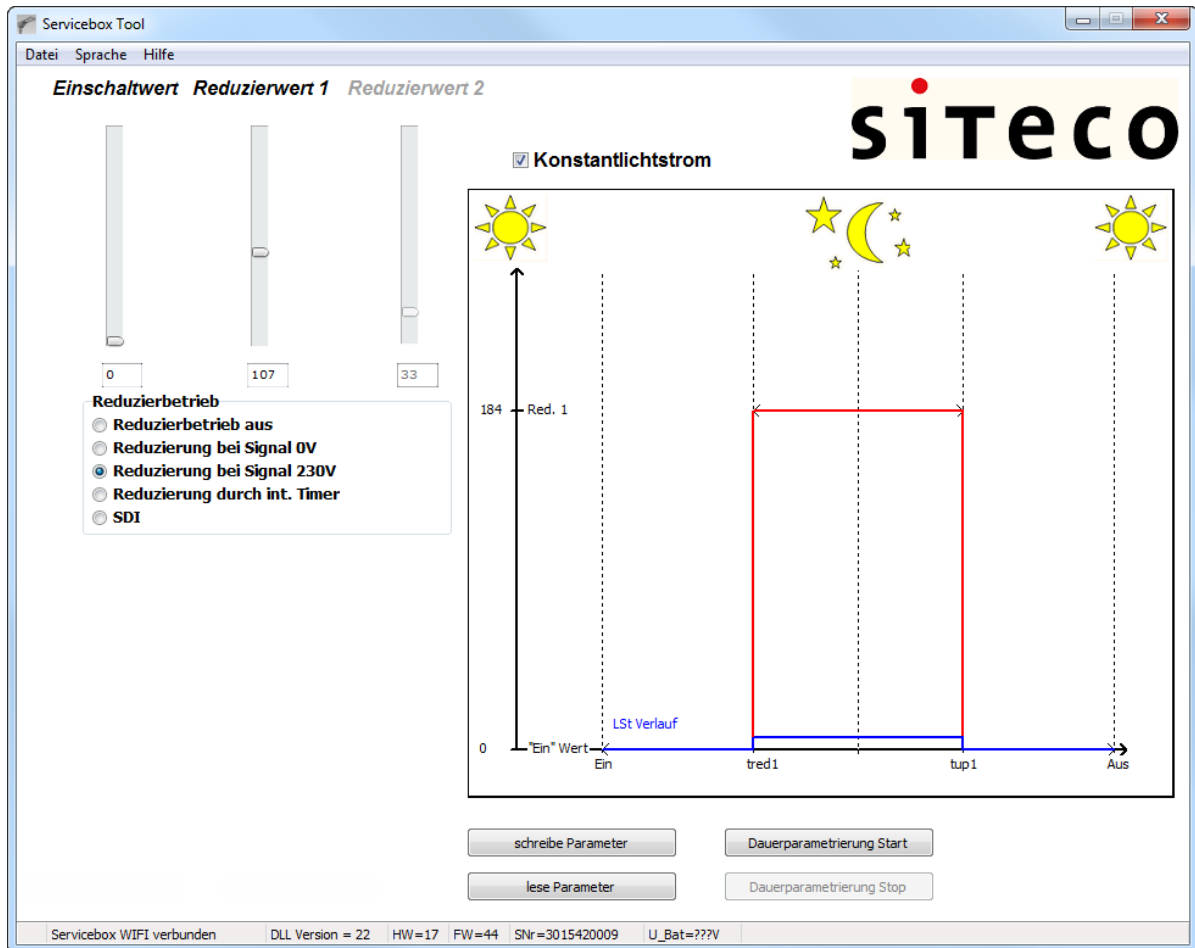 Servicebox Tool
Datei Sprache Hilfe
Einschaltwert Reduzierwert 1 Reduzierwert 2
siteco
Konstantlichtstrom
0 107 33
Reduzierbetrieb
Reduzierbetrieb aus
Reduzierung bei Signal 0V
Reduzierung bei Signal 230V
Reduzierung durch int. Timer
SDI
184 Red. 1
LSt Verlauf
0 "Ein" Wert
Ein tred1 tup1 Aus
schreibe Parameter Dauerparametrierung Start
lese Parameter Dauerparametrierung Stop
Servicebox WIFI verbunden DLL Version = 22 HW=17 FW=44 SNr=3015420009 U_Bat=???V